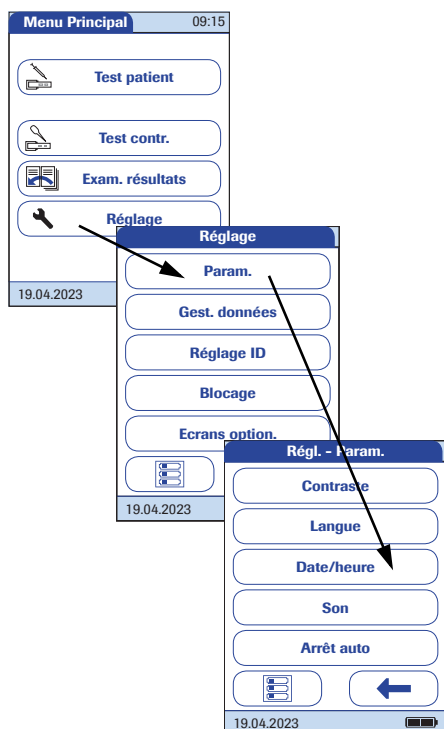 Menu Principal 09:15
Test patient
Test contr.
Exam. résultats
Réglage
19.04.2023
Réglage
Param.
Gest. données
Réglage ID
Blocage
Ecrans option.
19.04.2023
Régl. - Param.
Contraste
Langue
Date/heure
Son
Arrêt auto
19.04.2023